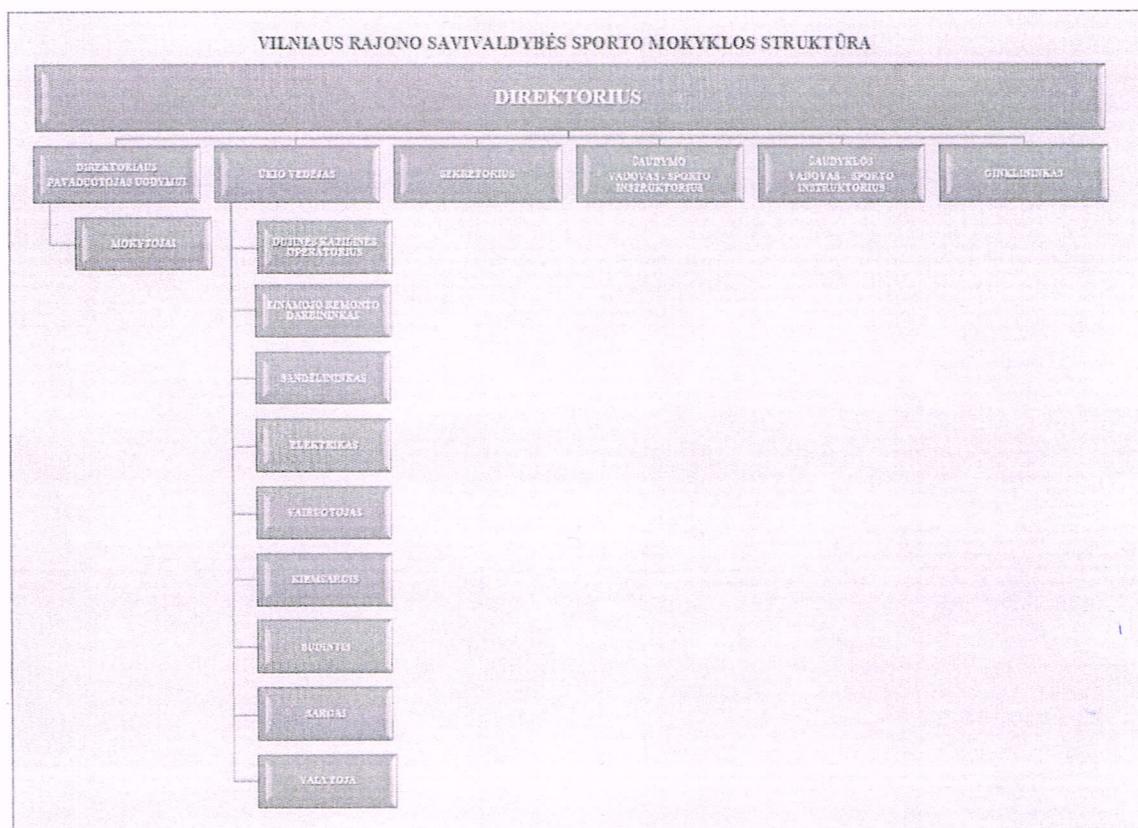 VILNIAUS RAJONO SAVIVALDYBĖS SPORTO MOKYKLOS STRUKTŪRA
DIREKTORIUS
DIREKTORIAUS
PAVADUOTOJAS UGDYMUI
ŪKIO VEDĖJAS
SEKRETORIUS
ŠAUDYMO
VADOVAS - SPORTO
INSTRUKTORIUS
ŠAUDYKLOS
VADOVAS - SPORTO
INSTRUKTORIUS
GINKLININKAS
MOKYTOJAI
DUJINĖS KATILINĖS
OPERATORIUS
EINAMOJO REMONTO
DARBININKAI
SANDĖLININKAS
ELEKTRIKAS
VAIRUOTOJAS
KIEMSARGIS
BUDINTIS
SARGAI
VALYTOJA